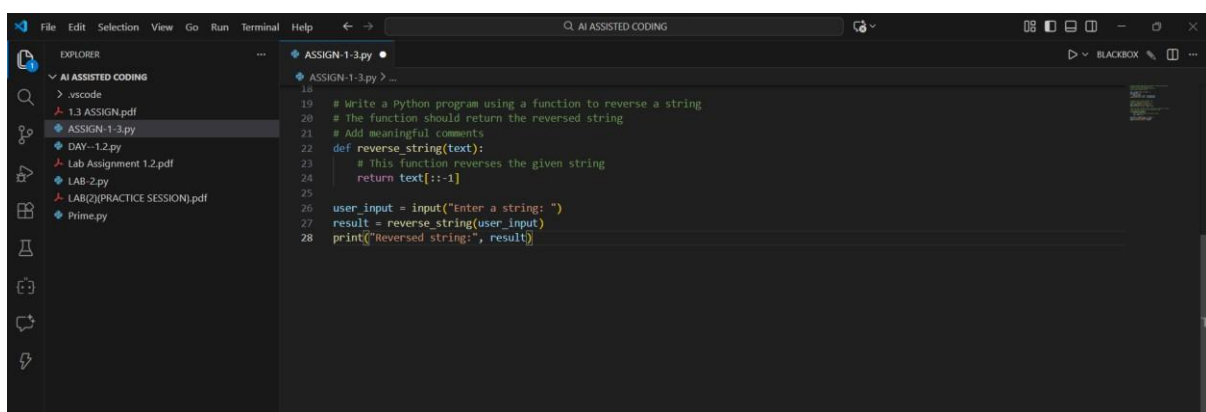 File Edit Selection View Go Run Terminal Help
AI ASSISTED CODING
EXPLORER
AI ASSISTED CODING
.vscode
1.3 ASSIGN.pdf
ASSIGN-1-3.py
DAY--1.2.py
Lab Assignment 1.2.pdf
LAB-2.py
LAB(2)(PRACTICE SESSION).pdf
Prime.py
1
ASSIGN-1-3.py
BLACKBOX
ASSIGN-1-3.py > ...
18
19 # Write a Python program using a function to reverse a string
20 # The function should return the reversed string
21 # Add meaningful comments
22 def reverse_string(text):
23 # This function reverses the given string
24 return text[::-1]
25
26 user_input = input("Enter a string: ")
27 result = reverse_string(user_input)
28 print("Reversed string:", result)